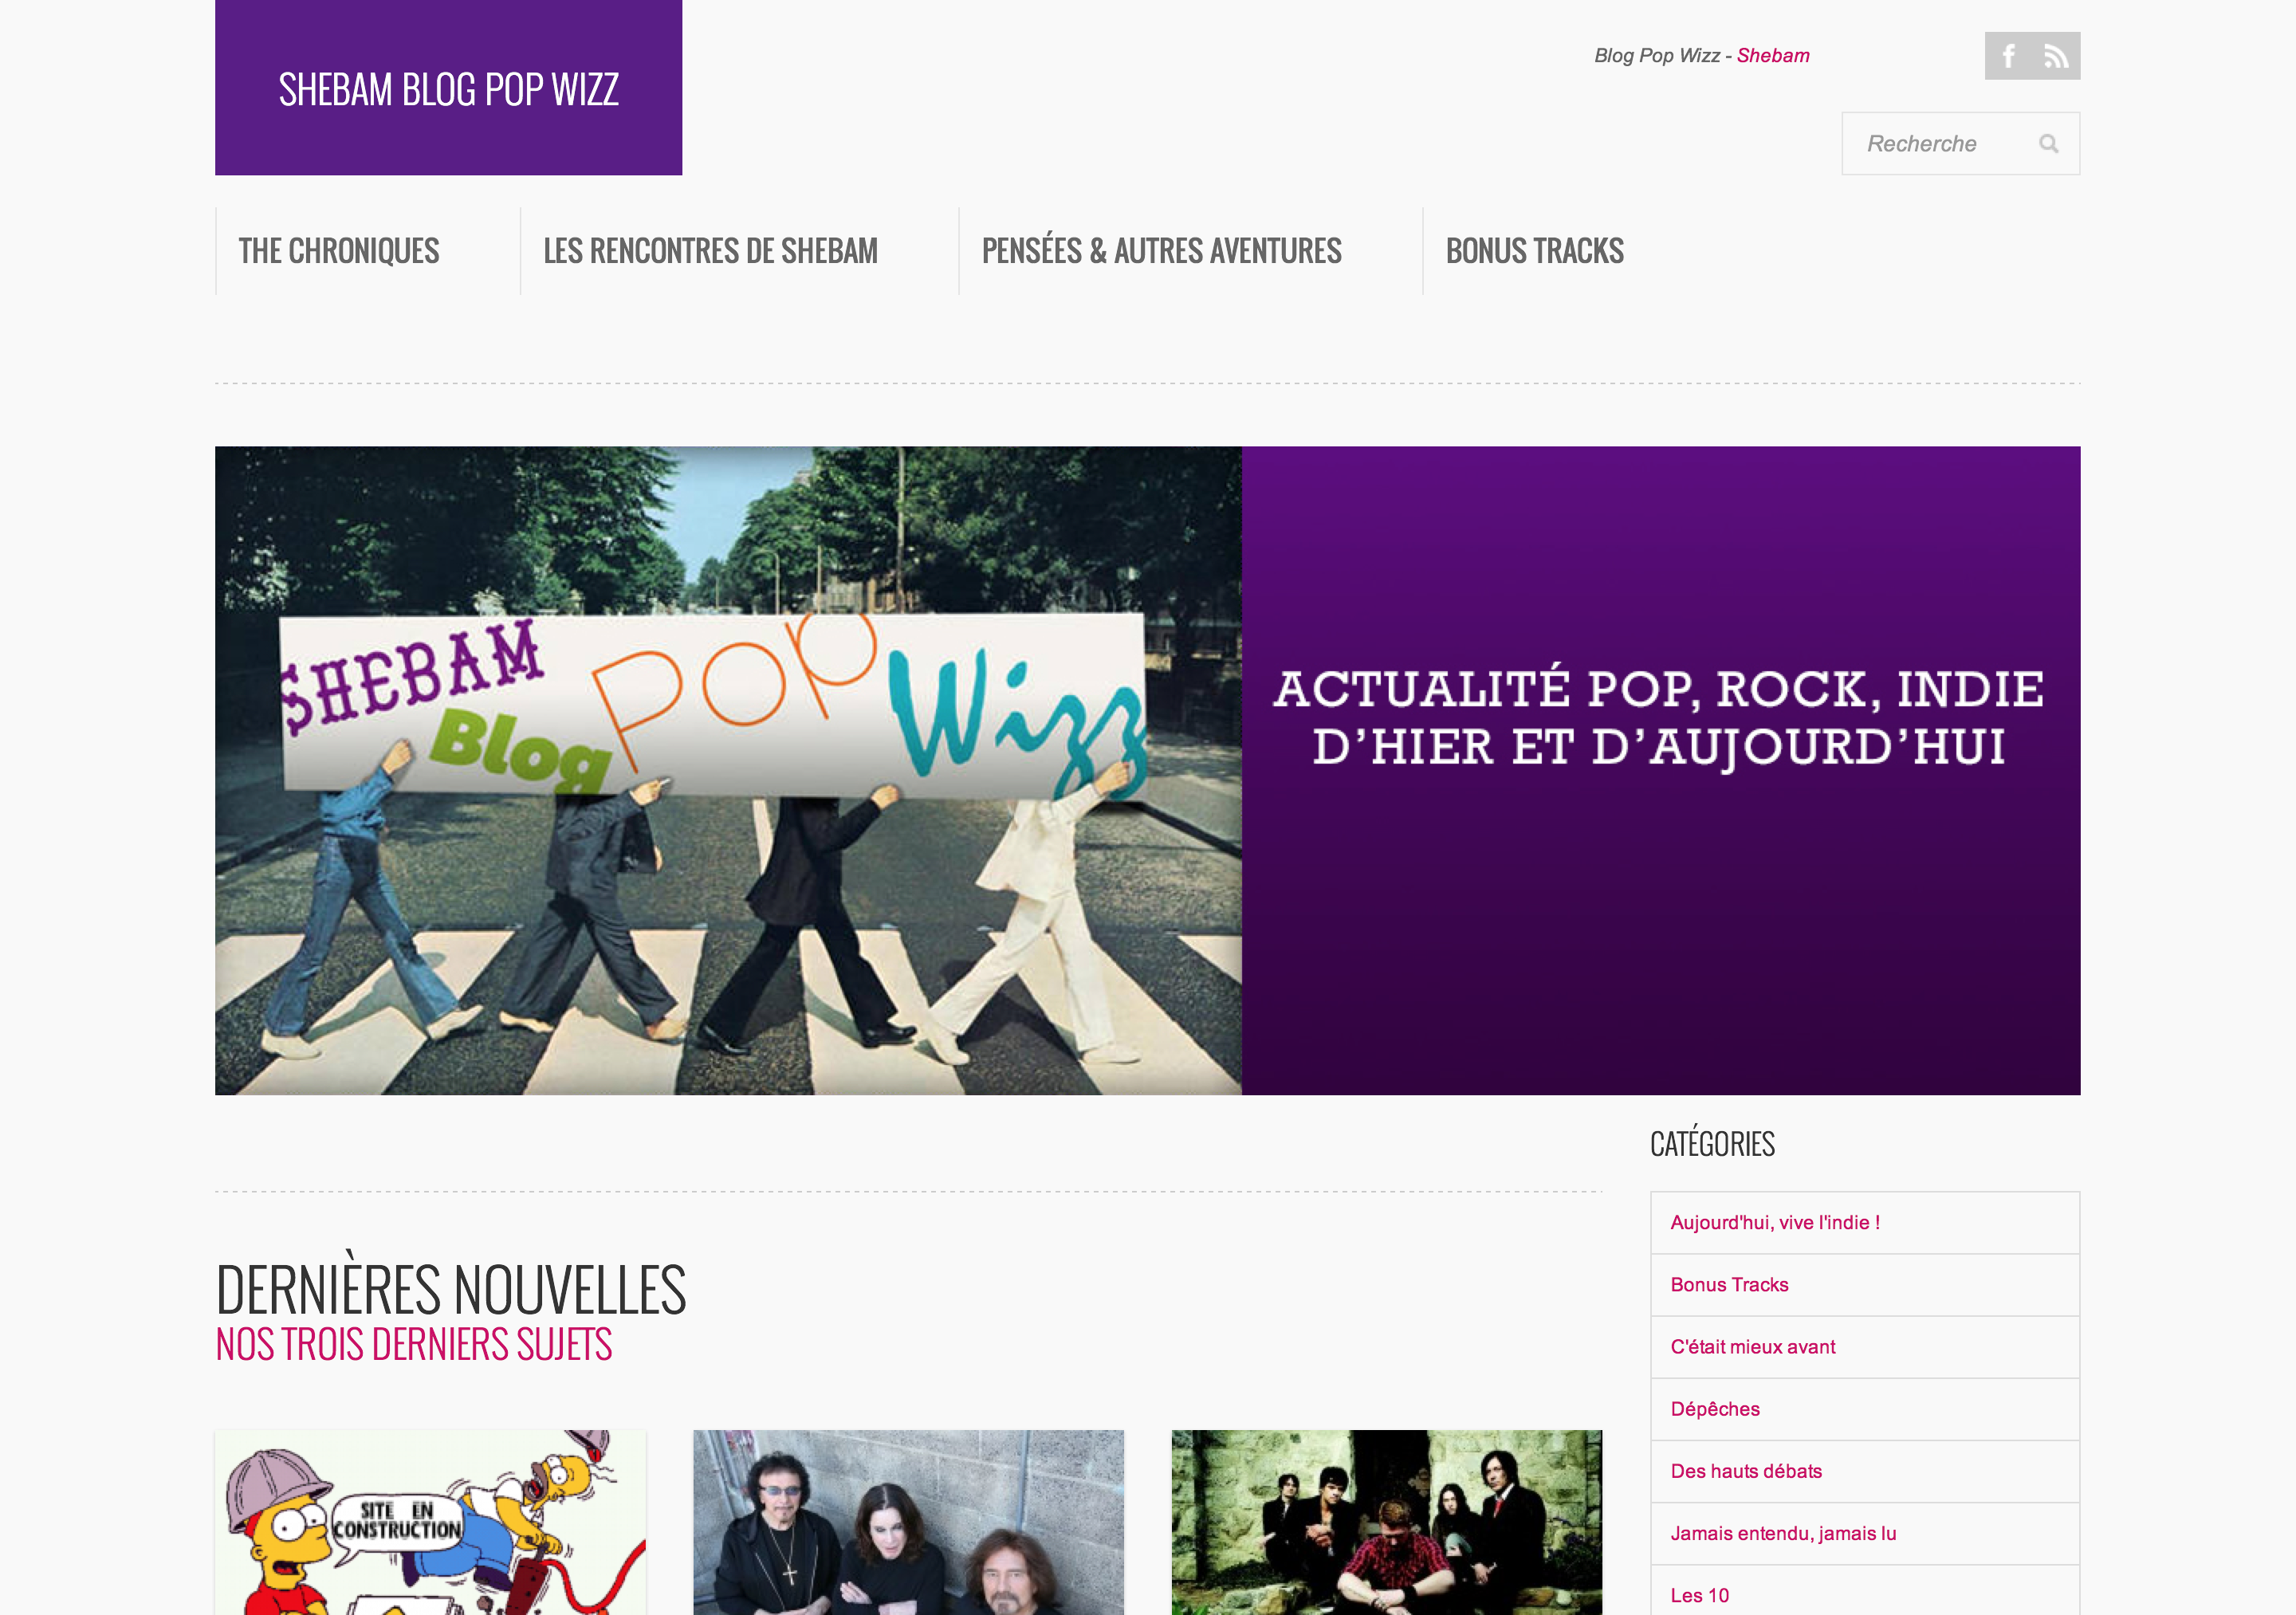 SHEBAM BLOG POP WIZZ
Blog Pop Wizz - Shebam
f
Recherche
THE CHRONIQUES
LES RENCONTRES DE SHEBAM
PENSÉES & AUTRES AVENTURES
BONUS TRACKS
SHEBAM
Blog
Pop
Wizz
ACTUALITÉ POP, ROCK, INDIE
D’HIER ET D’AUJOURD’HUI
CATÉGORIES
Aujourd'hui, vive l'indie !
Bonus Tracks
C'était mieux avant
Dépêches
Des hauts débats
Jamais entendu, jamais lu
Les 10
DERNIÈRES NOUVELLES
NOS TROIS DERNIERS SUJETS
SITE EN
CONSTRUCTION